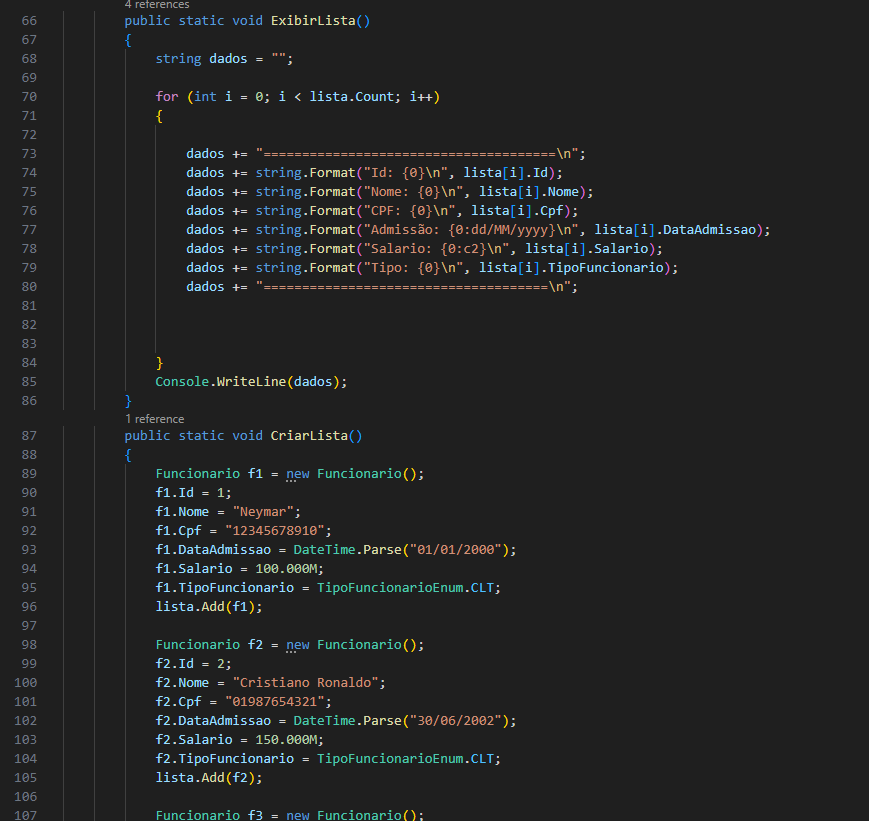 4 references
66 public static void ExibirLista()
67 {
68 string dados = "";
69
70 for (int i = 0; i < lista.Count; i++)
71 {
72
73 dados += "======================================\n";
74 dados += string.Format("Id: {0}\n", lista[i].Id);
75 dados += string.Format("Nome: {0}\n", lista[i].Nome);
76 dados += string.Format("CPF: {0}\n", lista[i].Cpf);
77 dados += string.Format("Admissão: {0:dd/MM/yyyy}\n", lista[i].DataAdmissao);
78 dados += string.Format("Salario: {0:c2}\n", lista[i].Salario);
79 dados += string.Format("Tipo: {0}\n", lista[i].TipoFuncionario);
80 dados += "=====================================\n";
81
82
83
84 }
85 Console.WriteLine(dados);
86 }
1 reference
87 public static void CriarLista()
88 {
89 Funcionario f1 = new Funcionario();
90 f1.Id = 1;
91 f1.Nome = "Neymar";
92 f1.Cpf = "12345678910";
93 f1.DataAdmissao = DateTime.Parse("01/01/2000");
94 f1.Salario = 100.000M;
95 f1.TipoFuncionario = TipoFuncionarioEnum.CLT;
96 lista.Add(f1);
97
98 Funcionario f2 = new Funcionario();
99 f2.Id = 2;
100 f2.Nome = "Cristiano Ronaldo";
101 f2.Cpf = "01987654321";
102 f2.DataAdmissao = DateTime.Parse("30/06/2002");
103 f2.Salario = 150.000M;
104 f2.TipoFuncionario = TipoFuncionarioEnum.CLT;
105 lista.Add(f2);
106
107 Funcionario f3 = new Funcionario();